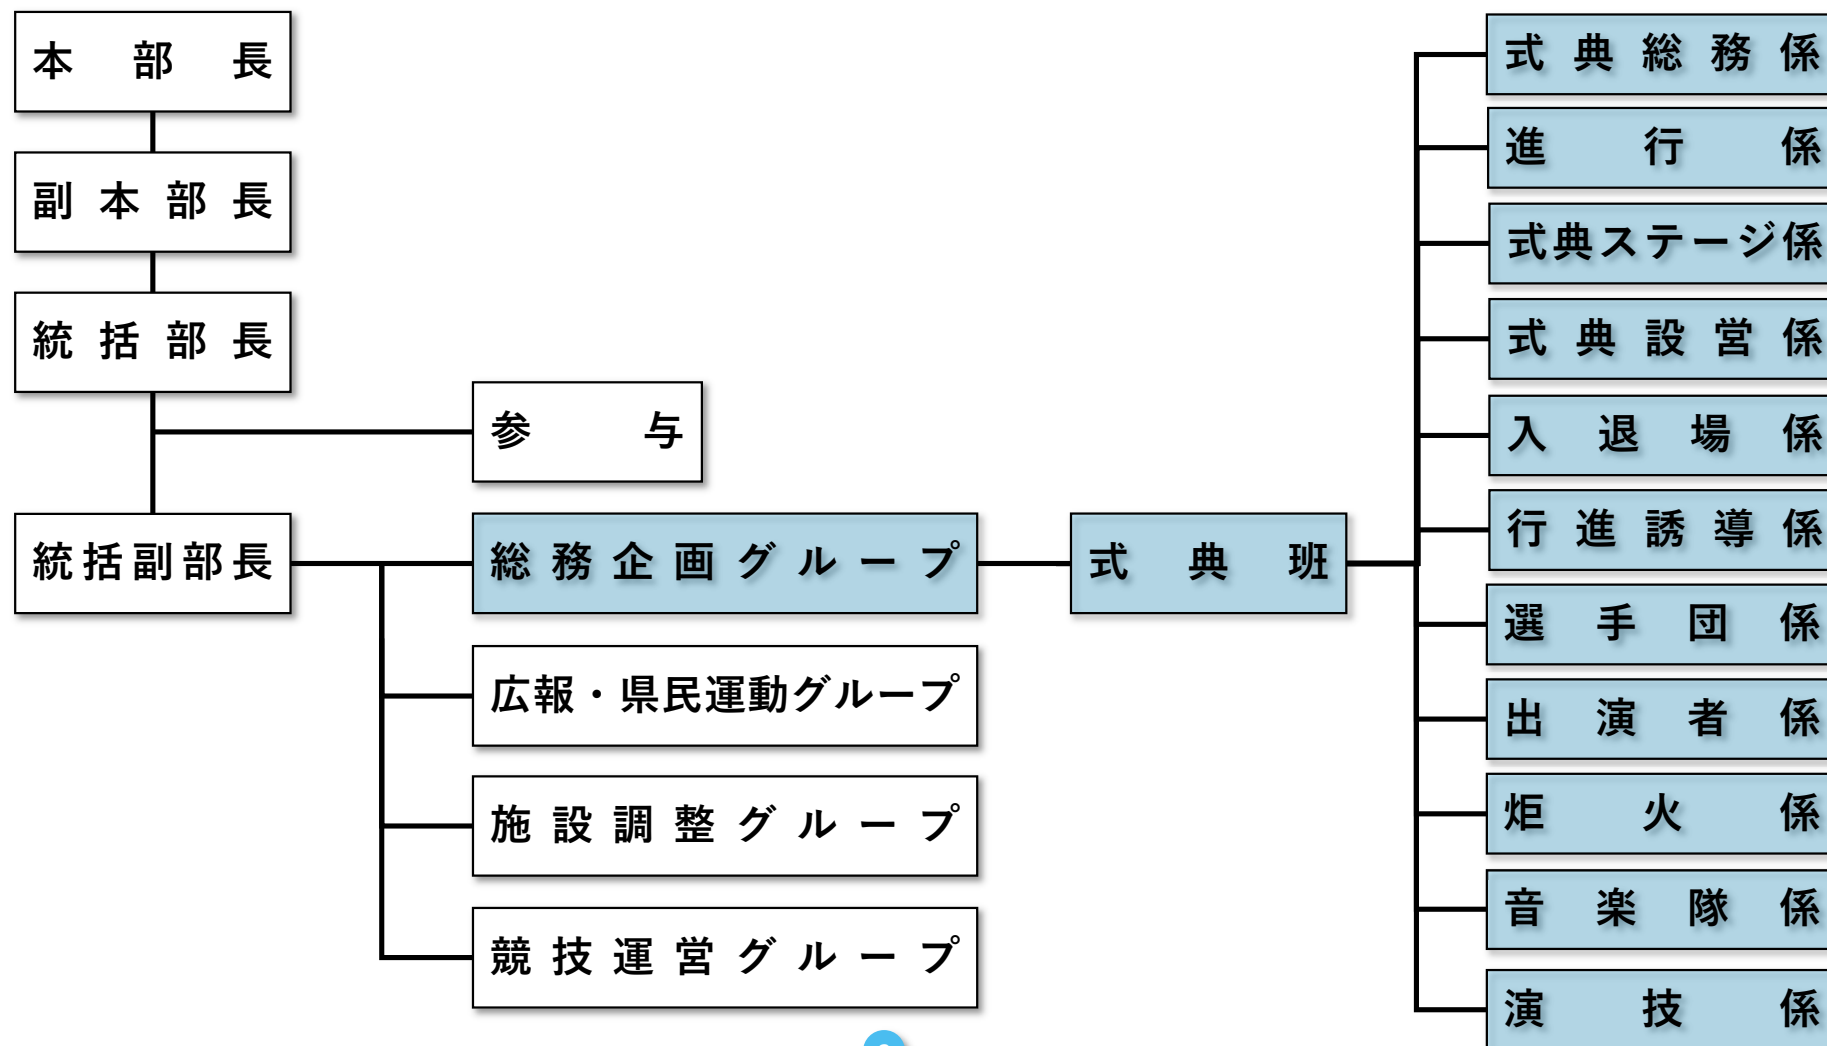 本部長
副本部長
統括部長
参与
統括副部長
総務企画グループ
広報・県民運動グループ
施設調整グループ
競技運営グループ
式典班
式典総務係
進行係
式典ステージ係
式典設営係
入退場係
行進誘導係
選手団係
出演者係
炬火係
音楽隊係
演技係